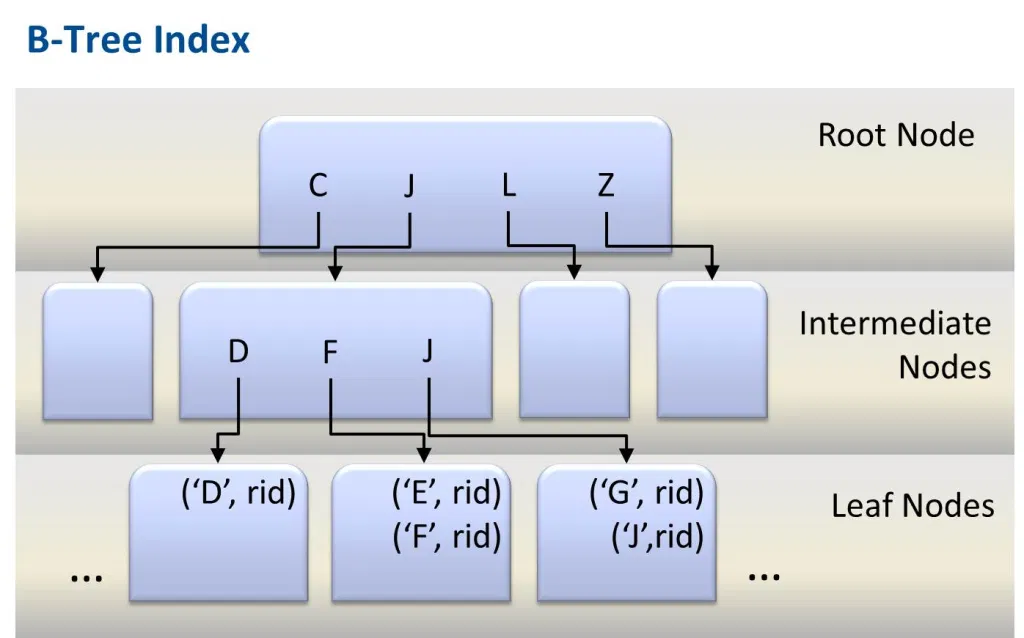 B-Tree Index
Root Node
C J L Z
Intermediate
Nodes
D F J
Leaf Nodes
(‘D’, rid) (‘E’, rid) (‘G’, rid)
(‘F’, rid) (‘J’,rid)
... ...